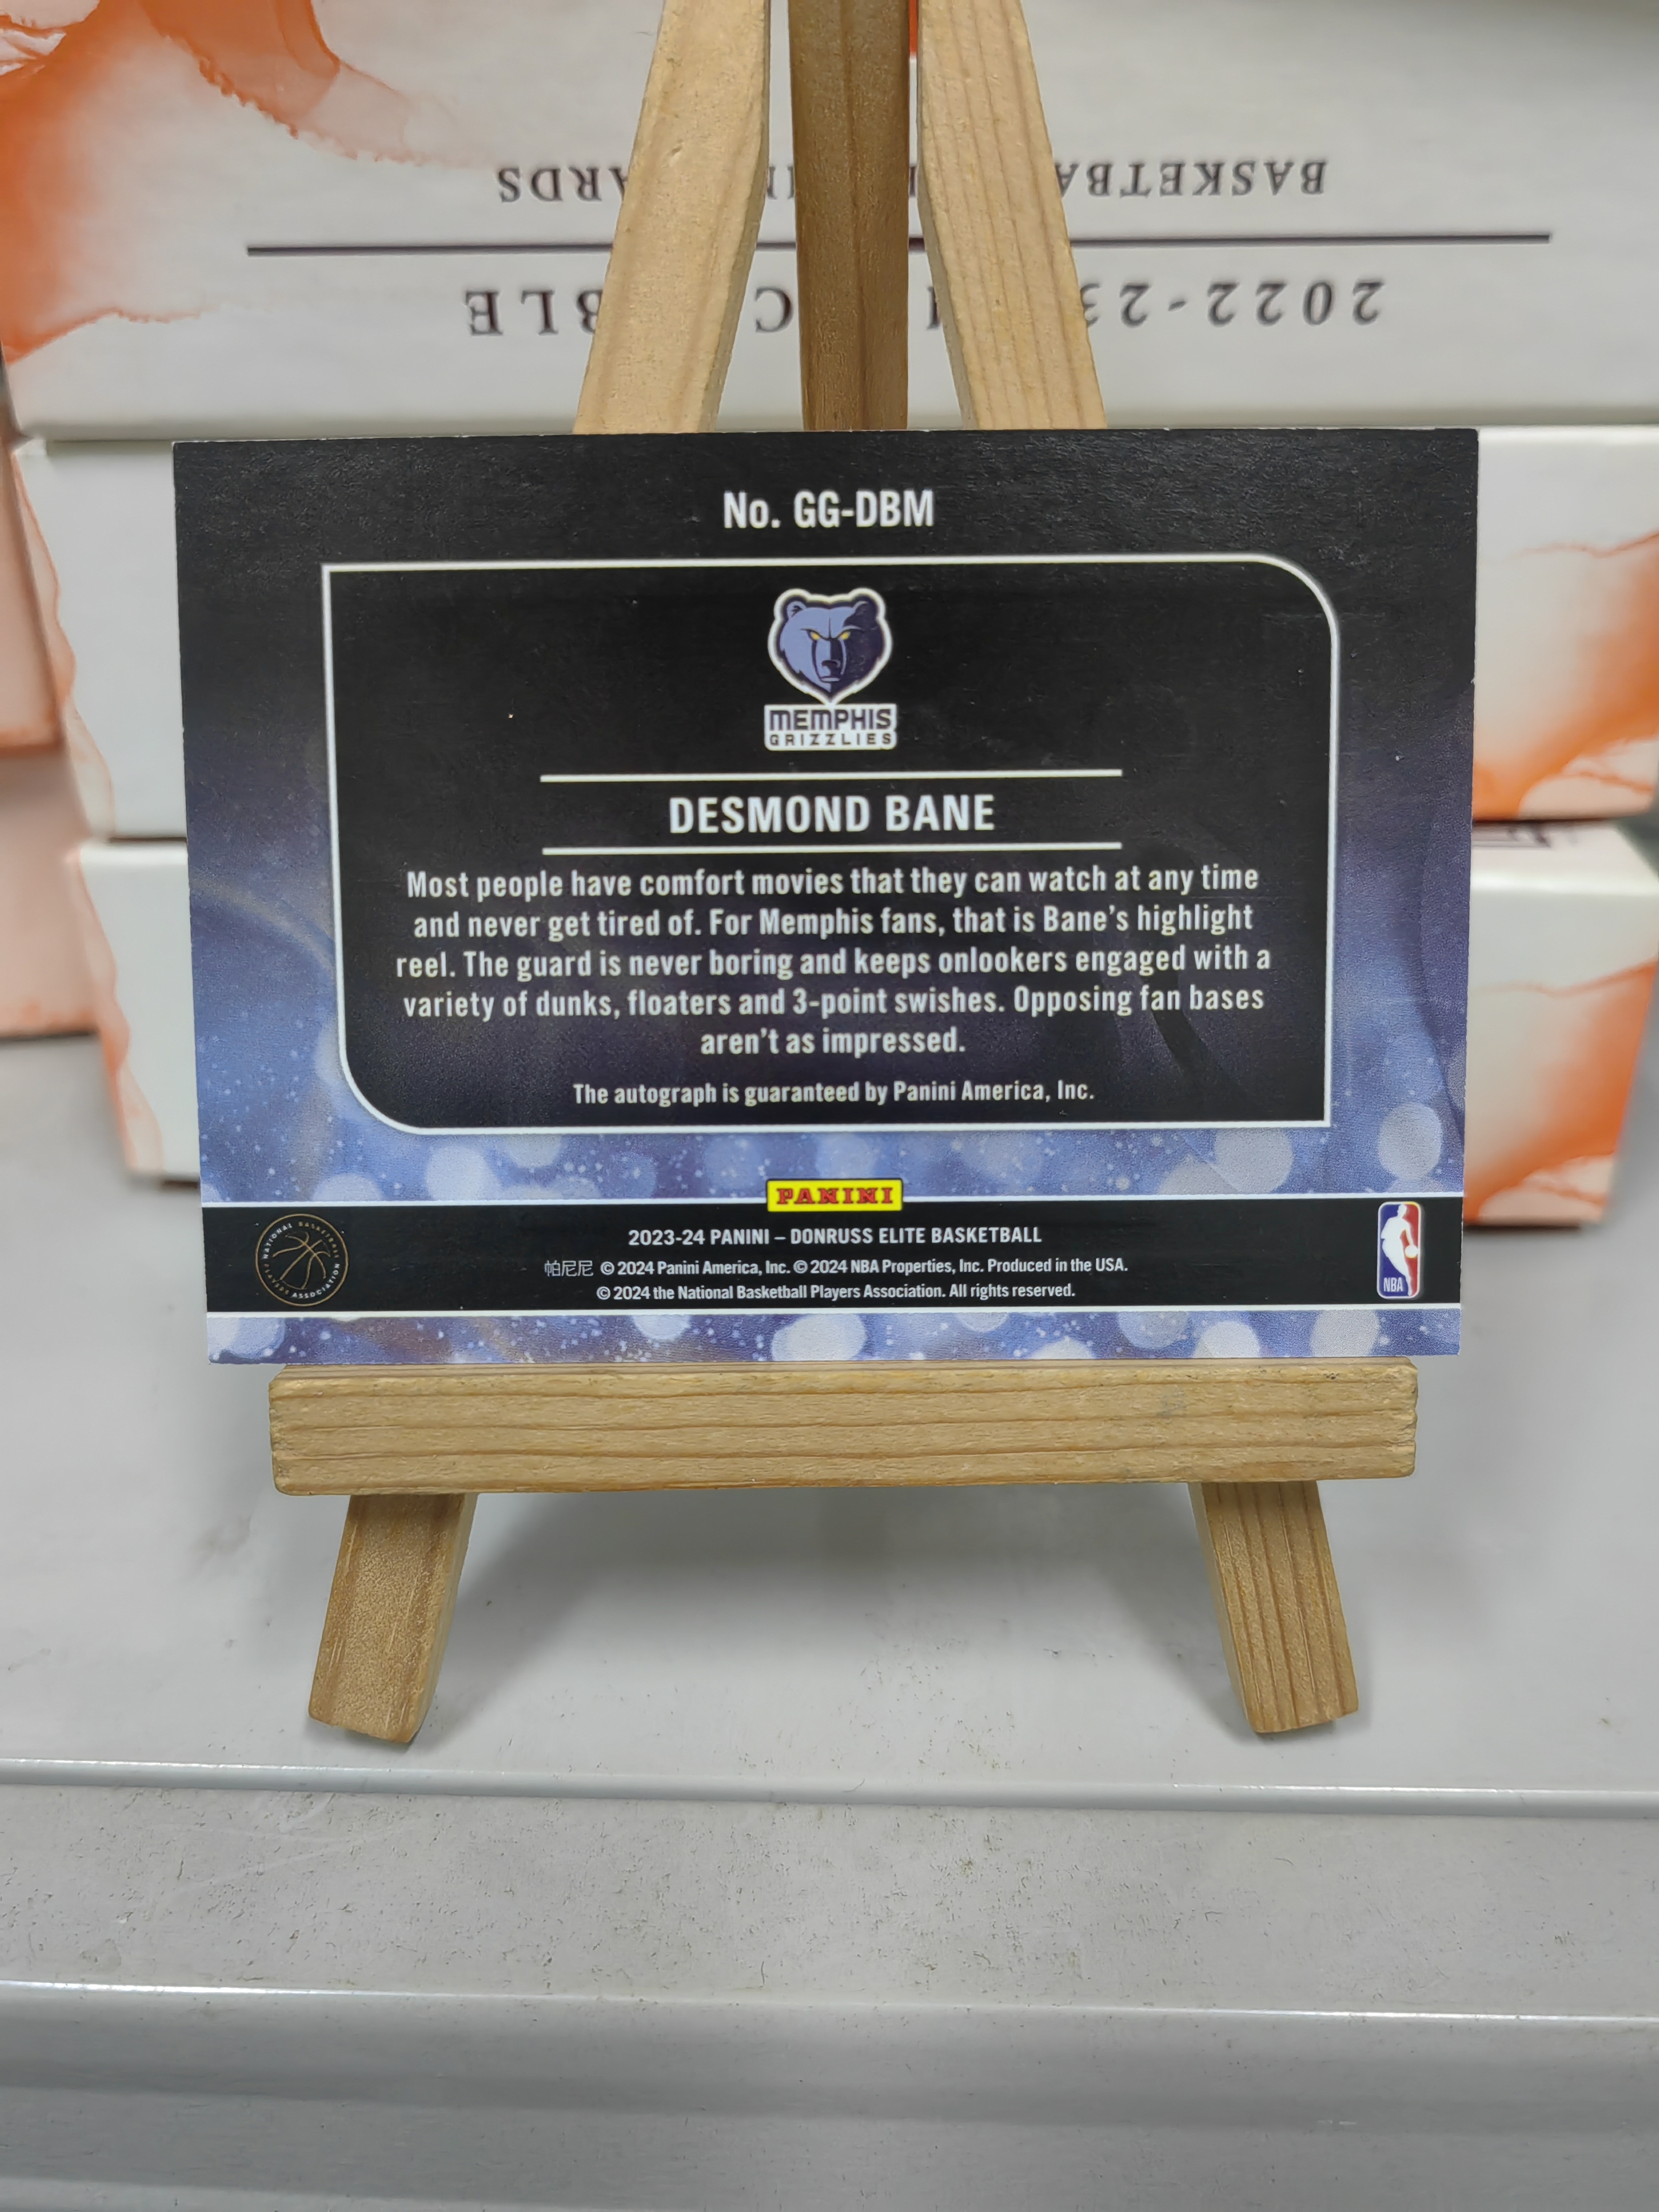 BASKETBA
ARDS
2022-23
BLE
No. GG-DBM
MEMPHIS
GRIZZLIES
DESMOND BANE
Most people have comfort movies that they can watch at any time
and never get tired of. For Memphis fans, that is Bane's highlight
reel. The guard is never boring and keeps onlookers engaged with a
variety of dunks, floaters and 3-point swishes. Opposing fan bases
aren't as impressed.
The autograph is guaranteed by Panini America, Inc.
PANINI
2023-24 PANINI – DONRUSS ELITE BASKETBALL
帕尼尼 © 2024 Panini America, Inc. © 2024 NBA Properties, Inc. Produced in the USA.
© 2024 the National Basketball Players Association. All rights reserved.
NATIONAL BASKETBALL
PLAYERS ASSOCIATION
NBA